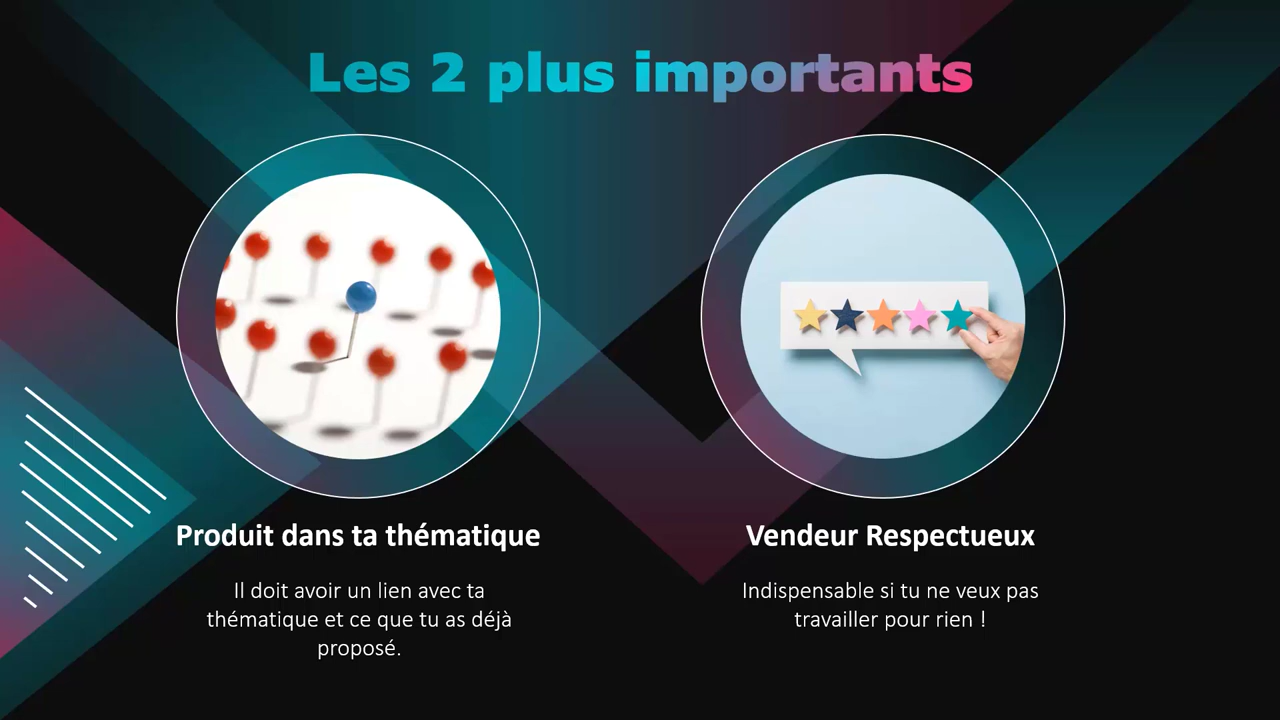 Les 2 plus importants
Produit dans ta thématique
Il doit avoir un lien avec ta
thématique et ce que tu as déjà
proposé.
Vendeur Respectueux
Indispensable si tu ne veux pas
travailler pour rien !